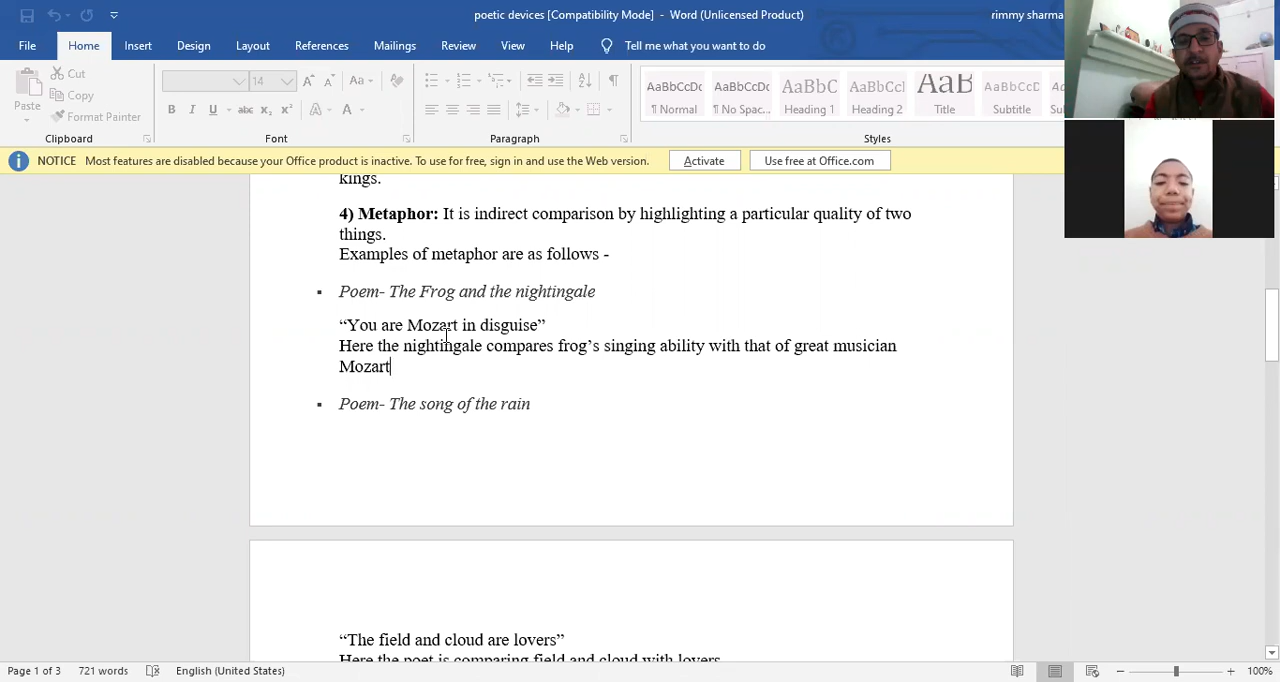 poetic devices [Compatibility Mode] - Word (Unlicensed Product)
rimmy sharma
File Home Insert Design Layout References Mailings Review View Help Tell me what you want to do
Cut
Copy
Format Painter
Paste
14
Aa
B I U abc x₂ x² A A
AaBbCcDc AaBbCcDc AaBbC AaBbCcl AaB AaBbCcD
¶ Normal ¶ No Spac... Heading 1 Heading 2 Title Subtitle
Clipboard Font Paragraph Styles
NOTICE Most features are disabled because your Office product is inactive. To use for free, sign in and use the Web version. Activate Use free at Office.com
kings.
4) Metaphor: It is indirect comparison by highlighting a particular quality of two
things.
Examples of metaphor are as follows -
▪ Poem- The Frog and the nightingale
“You are Mozart in disguise”
Here the nightingale compares frog’s singing ability with that of great musician
Mozart
▪ Poem- The song of the rain
“The field and cloud are lovers”
Here the poet is comparing field and cloud with lovers
Page 1 of 3 721 words English (United States) 100%